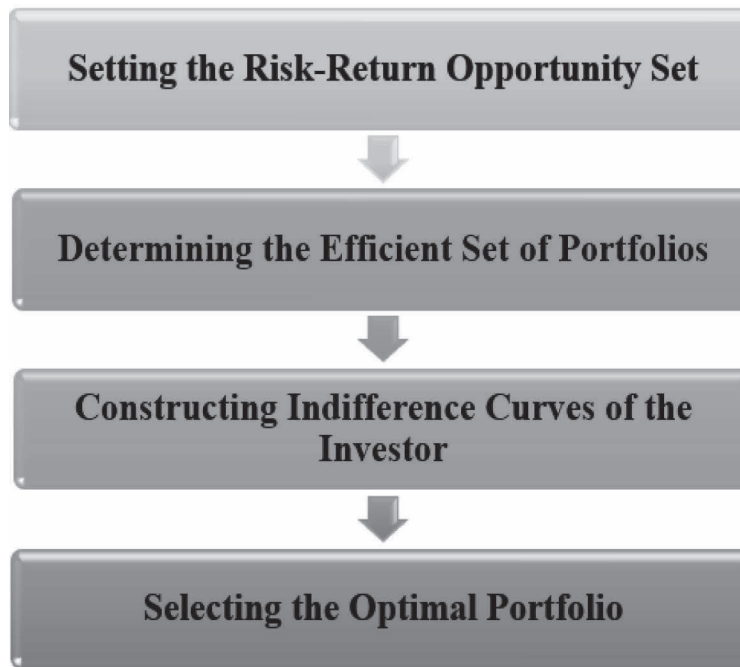 Setting the Risk-Return Opportunity Set
Determining the Efficient Set of Portfolios
Constructing Indifference Curves of the
Investor
Selecting the Optimal Portfolio